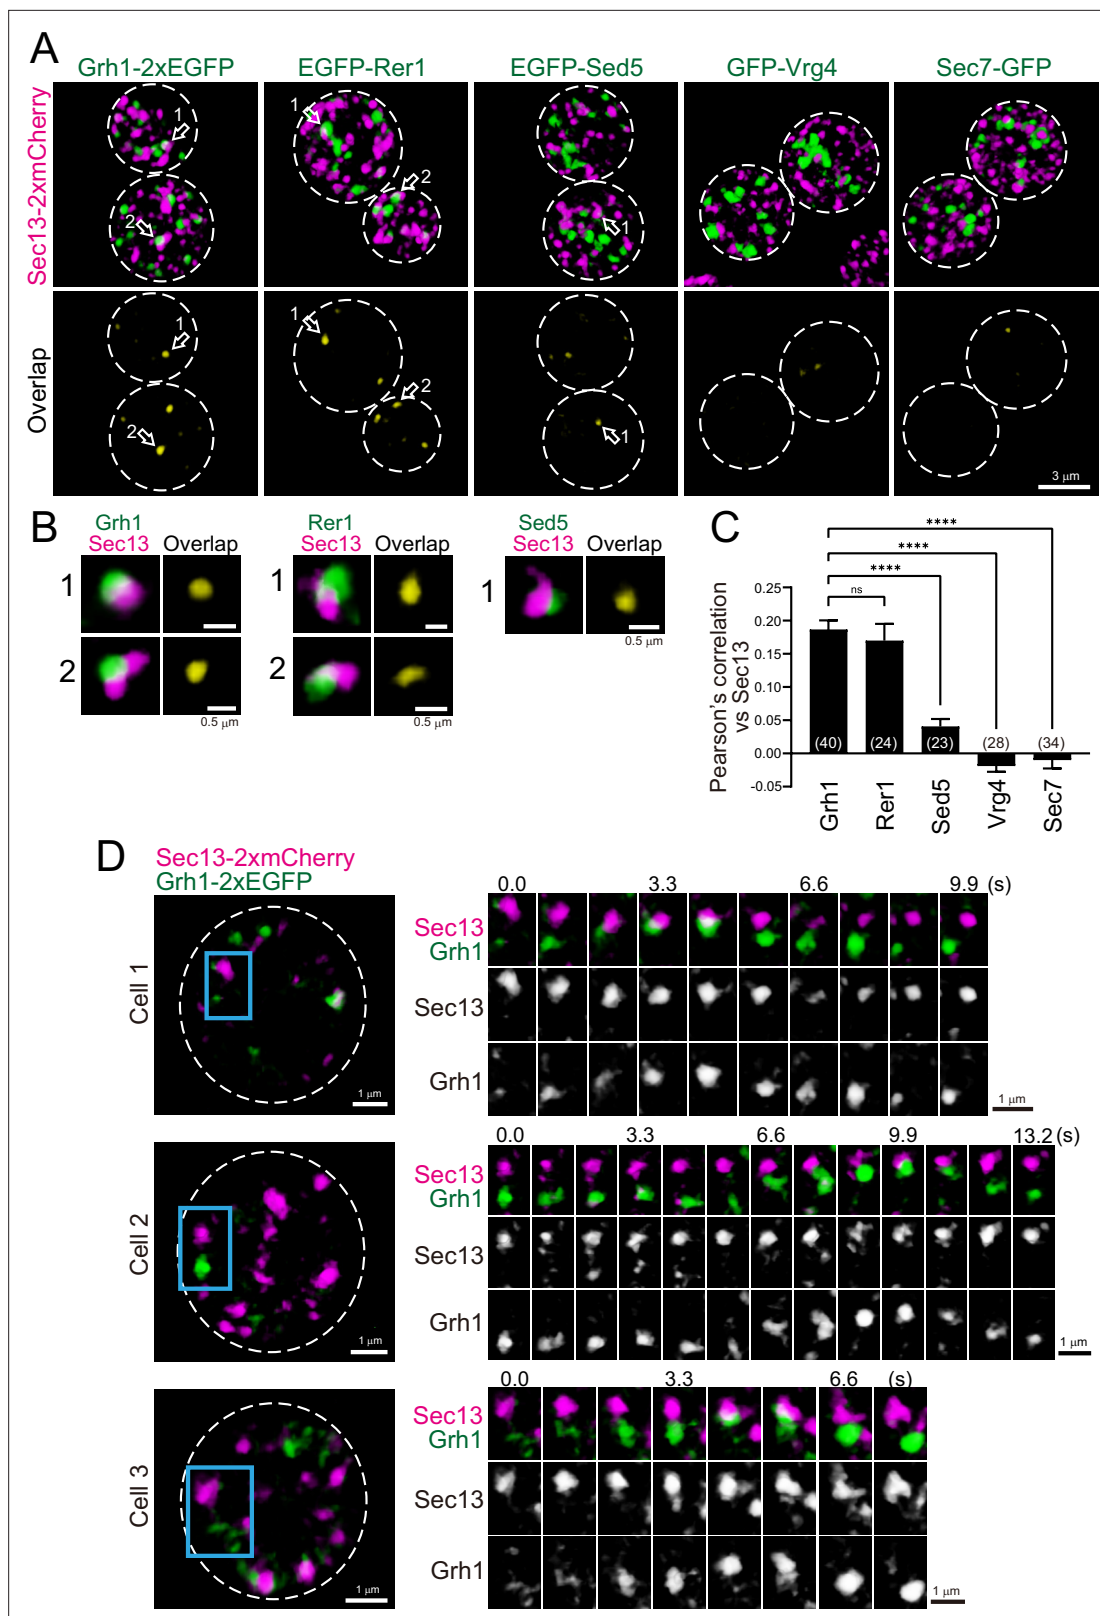 A
Grh1-2xEGFP
EGFP-Rer1
EGFP-Sed5
GFP-Vrg4
Sec7-GFP
Sec13-2xmCherry
1
2
1
2
1
Overlap
1
2
1
2
1
3 μm
B
Grh1
Sec13 Overlap
Rer1
Sec13 Overlap
Sed5
Sec13 Overlap
1
2
0.5 μm
1
2
0.5 μm
1
0.5 μm
C
****
****
****
ns
Pearson's correlation
vs Sec13
0.25
0.20
0.15
0.10
0.05
0.00
-0.05
(40) (24) (23) (28) (34)
Grh1 Rer1 Sed5 Vrg4 Sec7
D
Sec13-2xmCherry
Grh1-2xEGFP
Cell 1
1 μm
0.0 3.3 6.6 9.9 (s)
Sec13
Grh1
Sec13
Grh1
1 μm
Cell 2
1 μm
0.0 3.3 6.6 9.9 13.2 (s)
Sec13
Grh1
Sec13
Grh1
1 μm
Cell 3
1 μm
0.0 3.3 6.6 (s)
Sec13
Grh1
Sec13
Grh1
1 μm